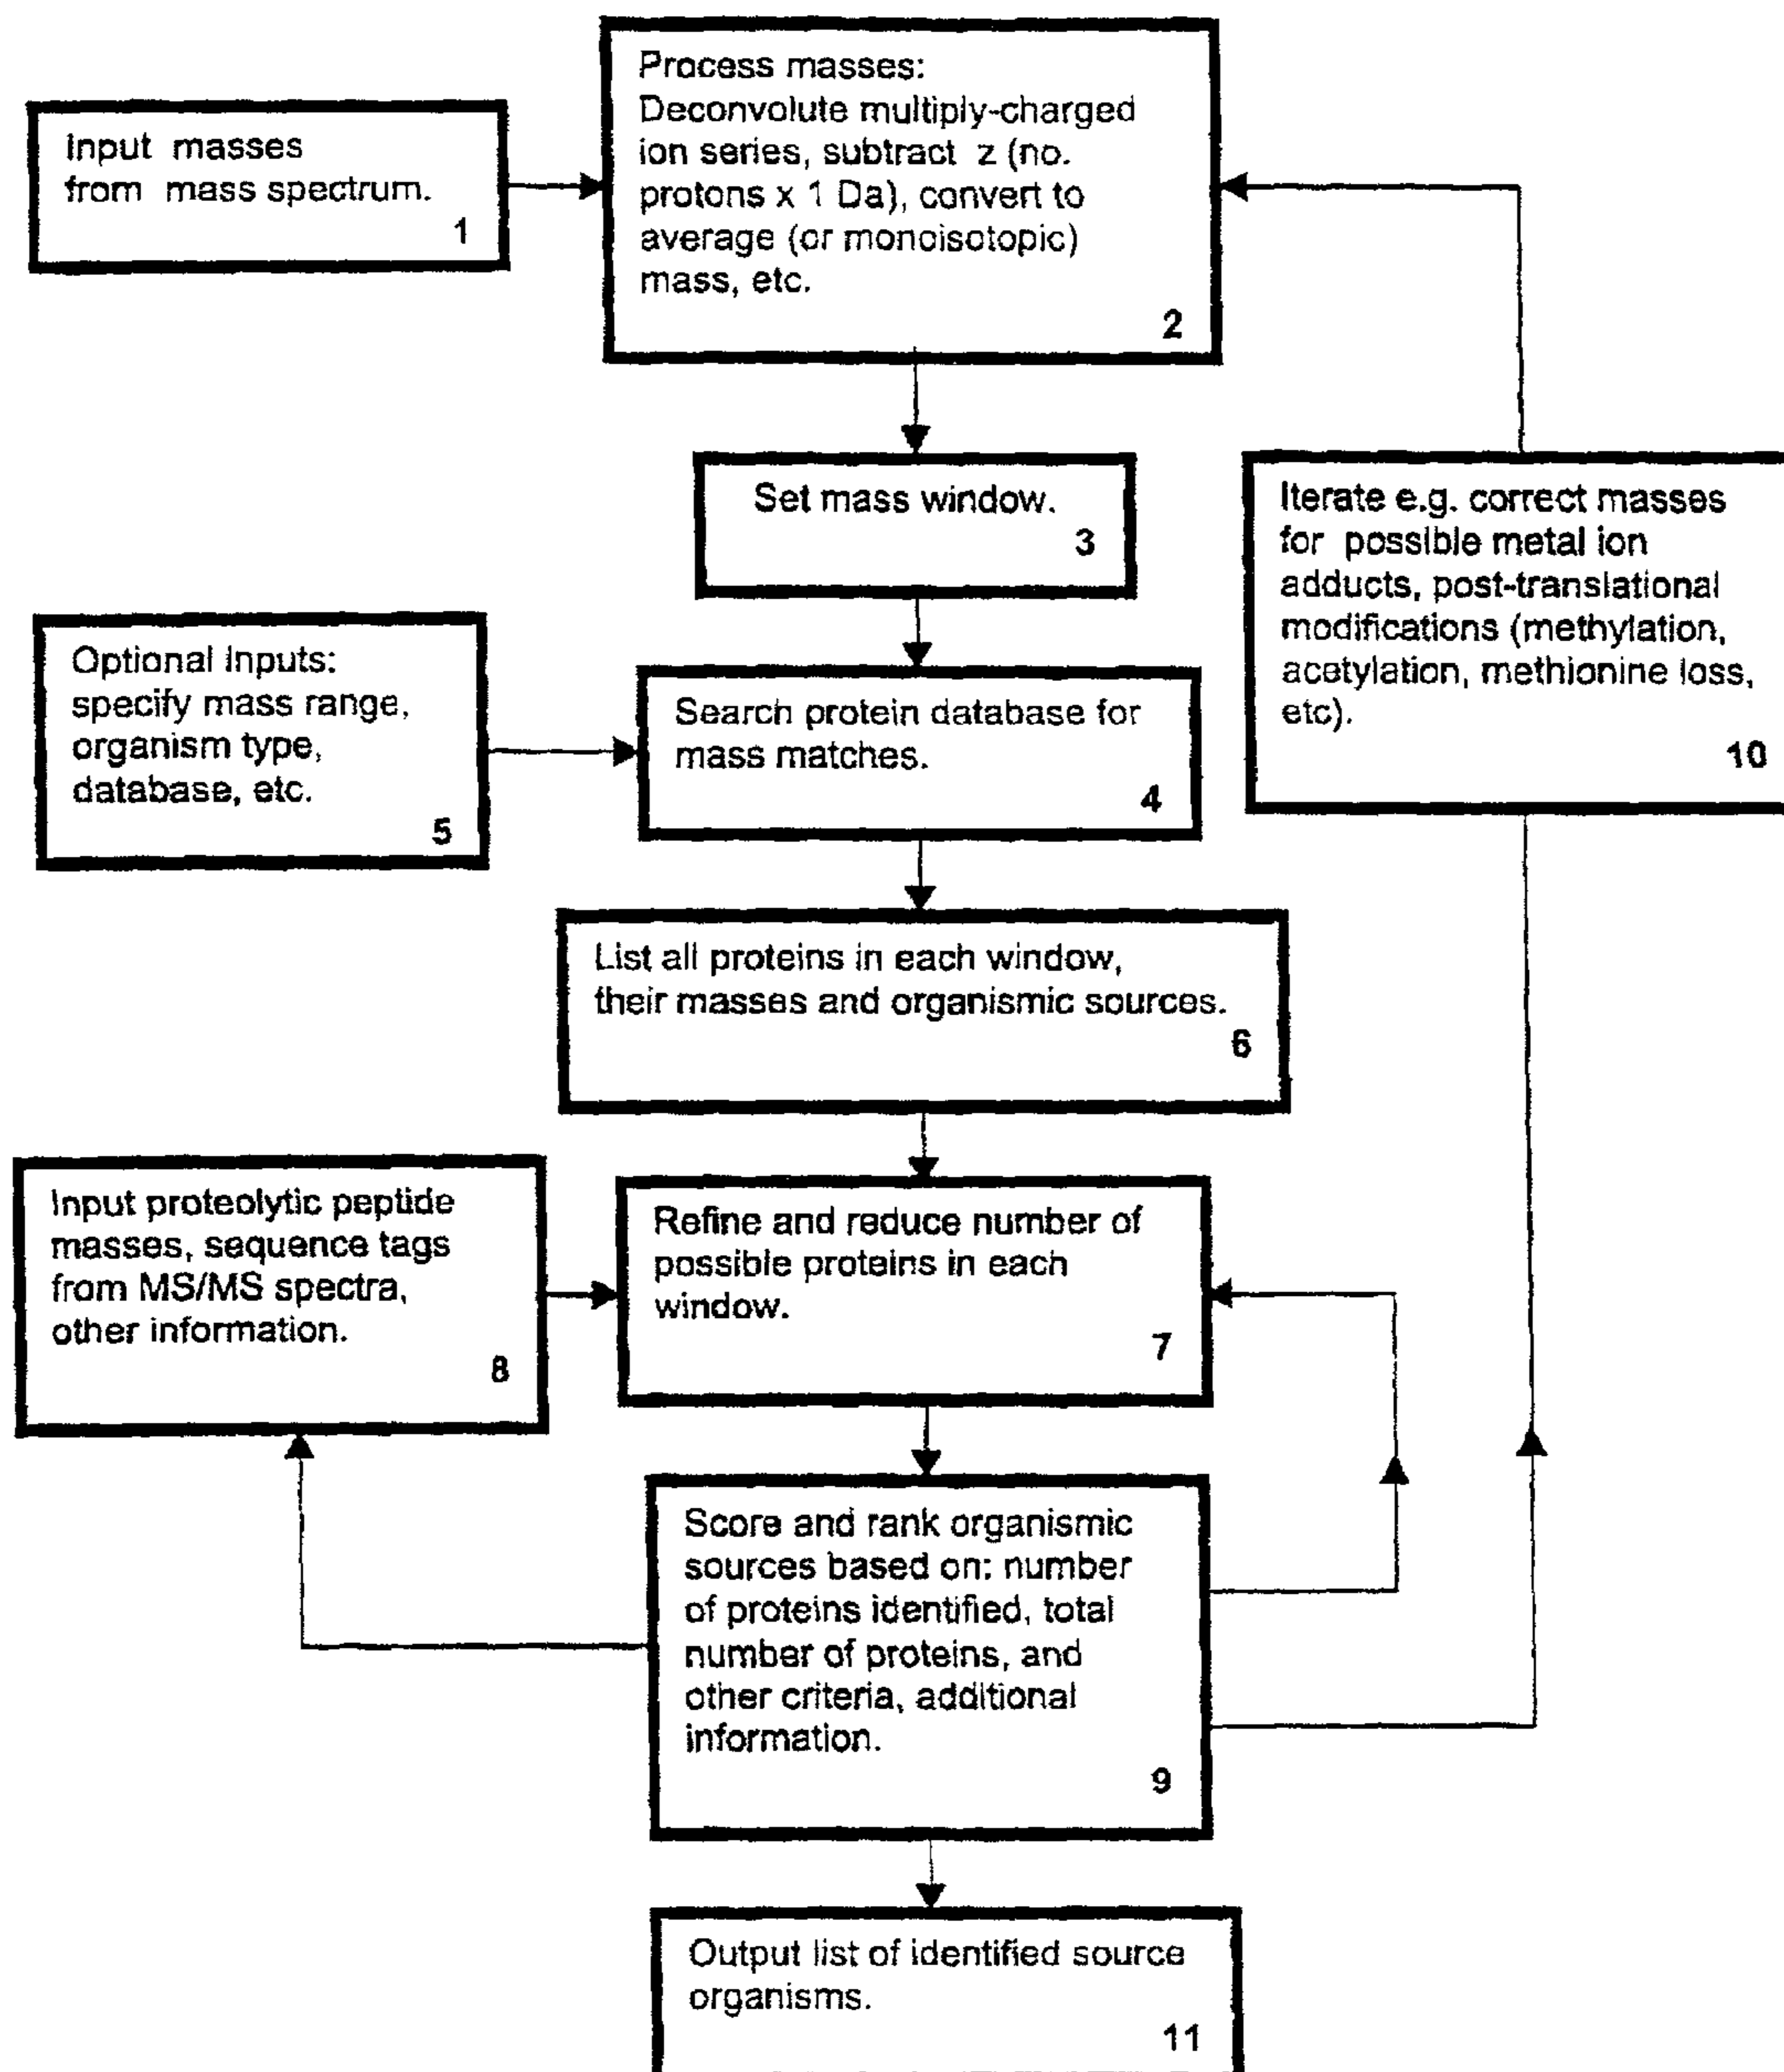 Input masses
from mass spectrum.
1
Process masses:
Deconvolute multiply-charged
ion series, subtract z (no.
protons x 1 Da), convert to
average (or monoisotopic)
mass, etc.
2
Set mass window.
3
Optional Inputs:
specify mass range,
organism type,
database, etc.
5
Search protein database for
mass matches.
4
Iterate e.g. correct masses
for possible metal ion
adducts, post-translational
modifications (methylation,
acetylation, methionine loss,
etc).
10
List all proteins in each window,
their masses and organismic sources.
6
Input proteolytic peptide
masses, sequence tags
from MS/MS spectra,
other information.
8
Refine and reduce number of
possible proteins in each
window.
7
Score and rank organismic
sources based on: number
of proteins identified, total
number of proteins, and
other criteria, additional
information.
9
Output list of identified source
organisms.
11